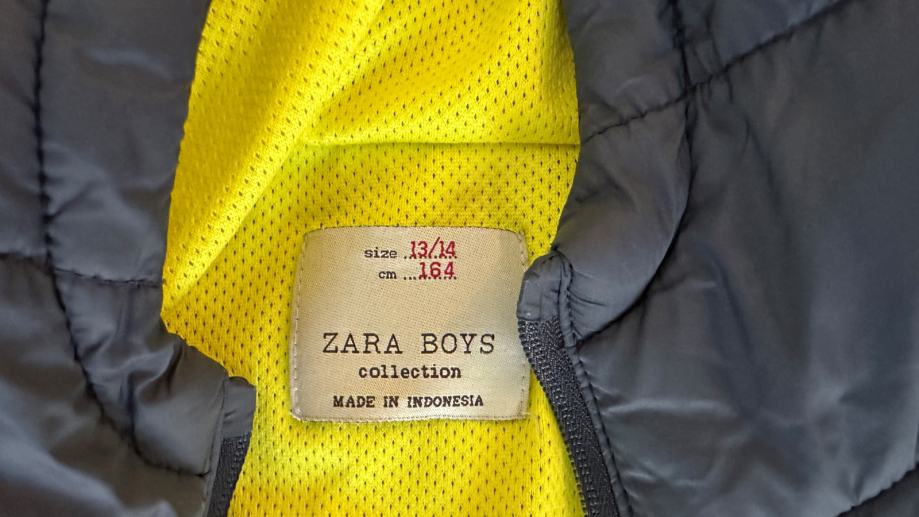 size ..13/14..
cm ...164...
ZARA BOYS
collection
MADE IN INDONESIA